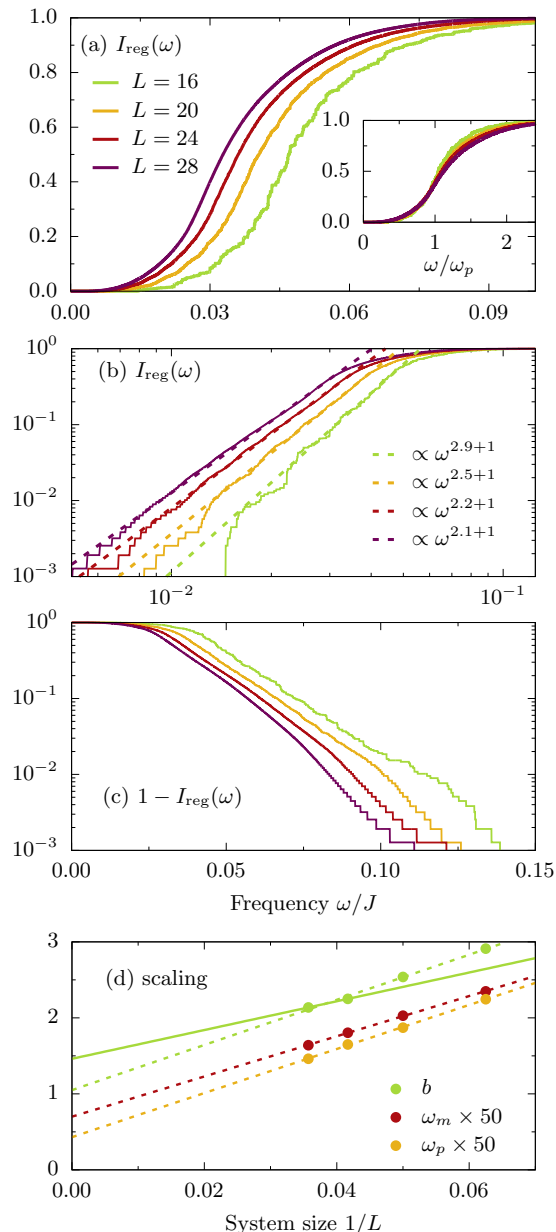 1.0
(a) I_reg(ω)
0.8
L = 16
L = 20
0.6
L = 24
L = 28
0.4
0.2
0.0
0.00
0.03
0.06
0.09
1.0
0.5
0.0
0
1
2
ω/ω_p
10^0
(b) I_reg(ω)
10^-1
∝ ω^2.9+1
∝ ω^2.5+1
10^-2
∝ ω^2.2+1
∝ ω^2.1+1
10^-3
10^-2
10^-1
10^0
10^-1
10^-2
(c) 1 − I_reg(ω)
10^-3
0.00
0.05
0.10
0.15
Frequency ω/J
3
(d) scaling
2
1
b
ω_m × 50
ω_p × 50
0
0.00
0.02
0.04
0.06
System size 1/L